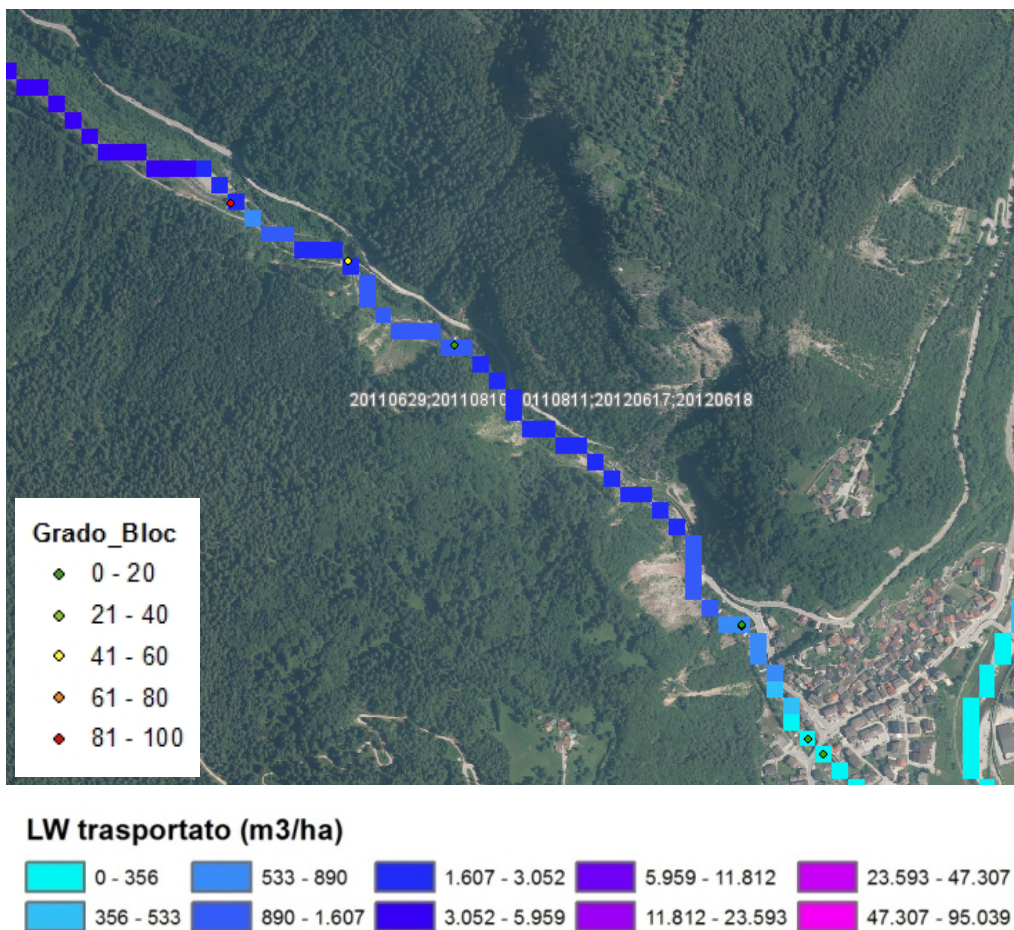 20110629;20110810;20110811;20120617;20120618
Grado_Bloc
0 - 20
21 - 40
41 - 60
61 - 80
81 - 100
LW trasportato (m3/ha)
0 - 356 533 - 890 1.607 - 3.052 5.959 - 11.812 23.593 - 47.307
356 - 533 890 - 1.607 3.052 - 5.959 11.812 - 23.593 47.307 - 95.039